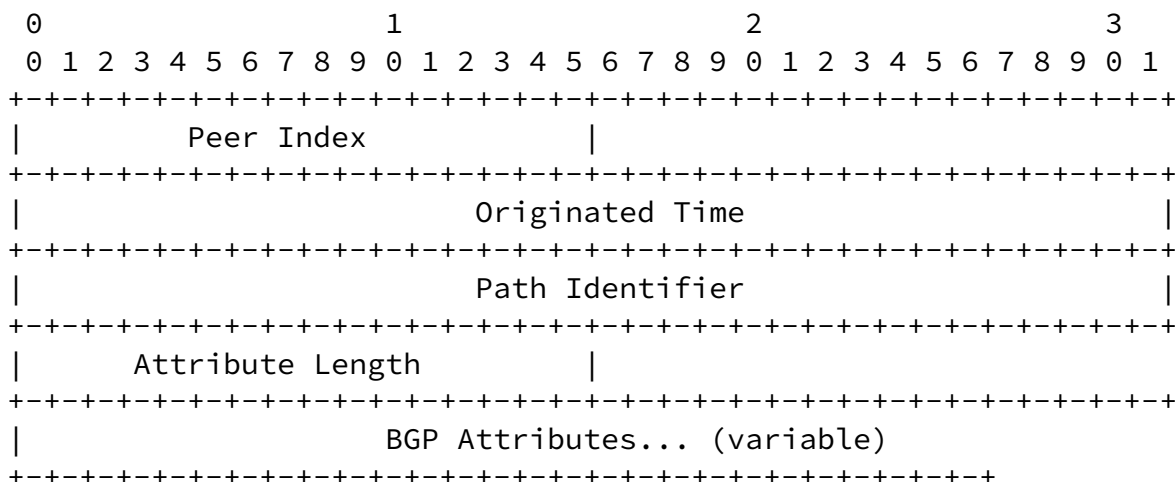 0                   1                   2                   3
 0 1 2 3 4 5 6 7 8 9 0 1 2 3 4 5 6 7 8 9 0 1 2 3 4 5 6 7 8 9 0 1
+-+-+-+-+-+-+-+-+-+-+-+-+-+-+-+-+-+-+-+-+-+-+-+-+-+-+-+-+-+-+-+-+
|         Peer Index            |
+-+-+-+-+-+-+-+-+-+-+-+-+-+-+-+-+-+-+-+-+-+-+-+-+-+-+-+-+-+-+-+-+
|                         Originated Time                       |
+-+-+-+-+-+-+-+-+-+-+-+-+-+-+-+-+-+-+-+-+-+-+-+-+-+-+-+-+-+-+-+-+
|                         Path Identifier                       |
+-+-+-+-+-+-+-+-+-+-+-+-+-+-+-+-+-+-+-+-+-+-+-+-+-+-+-+-+-+-+-+-+
|      Attribute Length         |
+-+-+-+-+-+-+-+-+-+-+-+-+-+-+-+-+-+-+-+-+-+-+-+-+-+-+-+-+-+-+-+-+
|                    BGP Attributes... (variable)
+-+-+-+-+-+-+-+-+-+-+-+-+-+-+-+-+-+-+-+-+-+-+-+-+-+-+-+